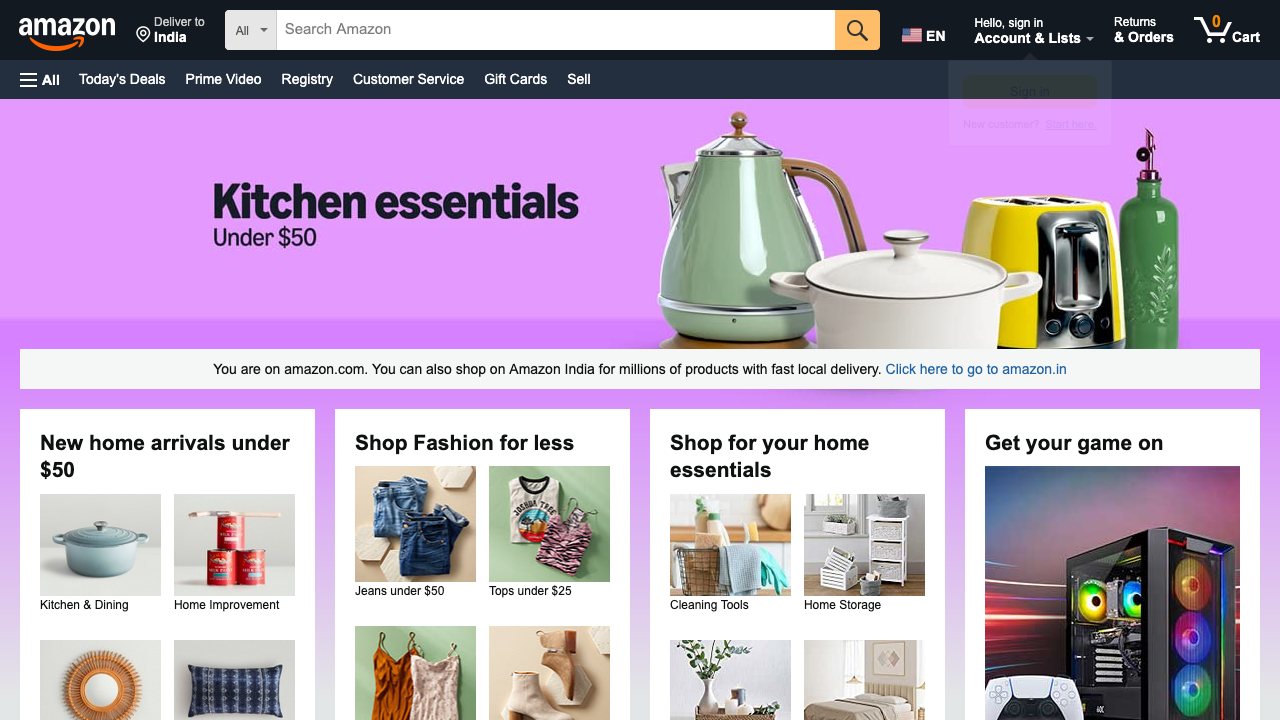 amazon
Deliver to
India
All
Search Amazon
EN
Hello, sign in
Account & Lists
Returns
& Orders
0
Cart
All
Today's Deals
Prime Video
Registry
Customer Service
Gift Cards
Sell
Sign in
New customer? Start here.
Kitchen essentials
Under $50
You are on amazon.com. You can also shop on Amazon India for millions of products with fast local delivery. Click here to go to amazon.in
New home arrivals under
$50
Kitchen & Dining
Home Improvement
Shop Fashion for less
JOSHUA TREE
Jeans under $50
Tops under $25
Shop for your home
essentials
Cleaning Tools
Home Storage
Get your game on